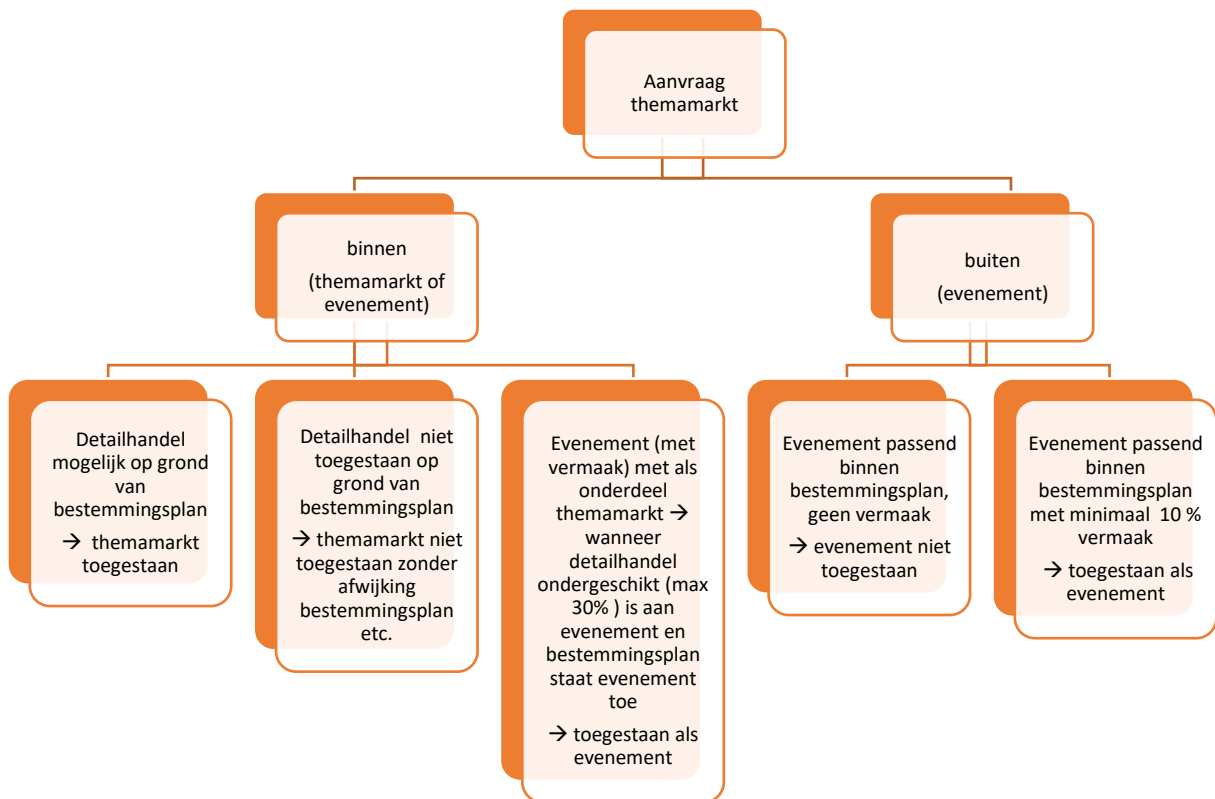 Aanvraag
themamarkt
binnen
(themamarkt of
evenement)
buiten
(evenement)
Detailhandel
mogelijk op grond
van
bestemmingsplan
→ themamarkt
toegestaan
Detailhandel niet
toegestaan op
grond van
bestemmingsplan
→ themamarkt niet
toegestaan zonder
afwijking
bestemmingsplan
etc.
Evenement (met
vermaak) met als
onderdeel
themamarkt →
wanneer
detailhandel
ondergeschikt (max
30% ) is aan
evenement en
bestemmingsplan
staat evenement
toe
→ toegestaan als
evenement
Evenement passend
binnen
bestemmingsplan,
geen vermaak
→ evenement niet
toegestaan
Evenement passend
binnen
bestemmingsplan
met minimaal 10 %
vermaak
→ toegestaan als
evenement